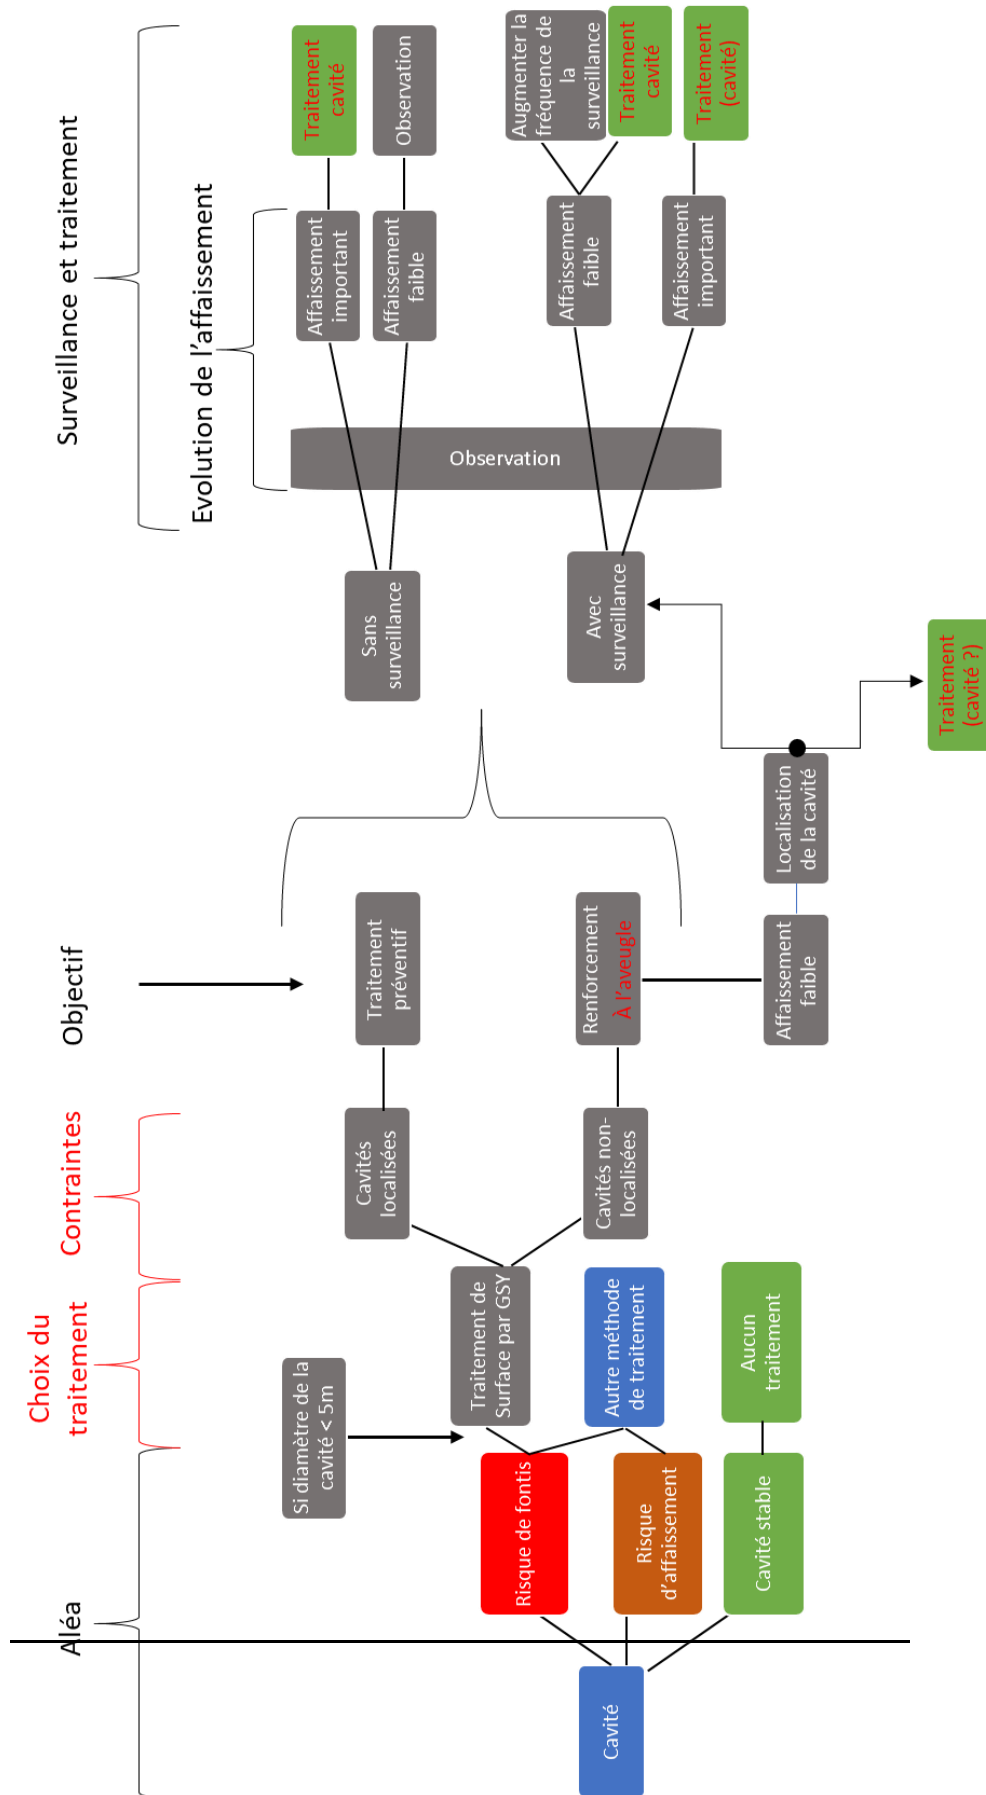 Aléa
Choix du
traitement
Contraintes
Objectif
Surveillance et traitement
Evolution de l'affaissement
Cavité
Si diamètre de la
cavité < 5m
Risque de fontis
Risque
d'affaissement
Cavité stable
Traitement de
Surface par GSY
Autre méthode
de traitement
Aucun
traitement
Cavités
localisées
Cavités non-
localisées
Traitement
préventif
Renforcement
À l'aveugle
Affaissement
faible
Localisation
de la cavité
Traitement
(cavité ?)
Sans
surveillance
Avec
surveillance
Observation
Affaissement
important
Affaissement
faible
Affaissement
faible
Affaissement
important
Traitement
cavité
Observation
Augmenter la
fréquence de
la
surveillance
Traitement
cavité
Traitement
(cavité)